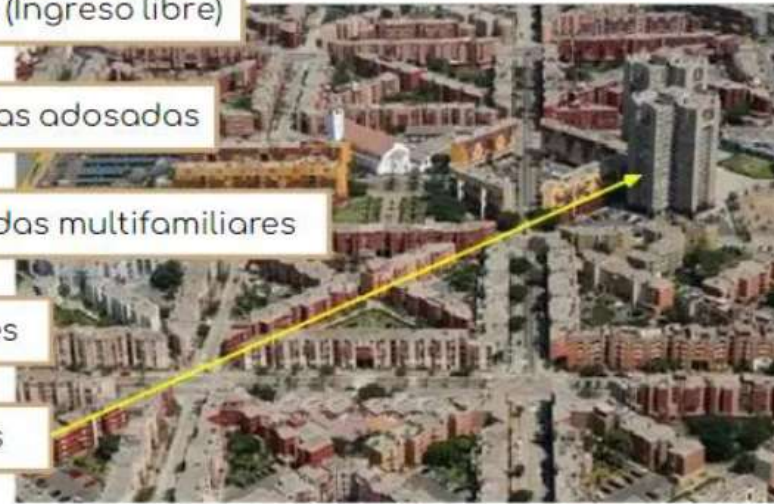 (Ingreso libre)
as adosadas
das multifamiliares
s
s